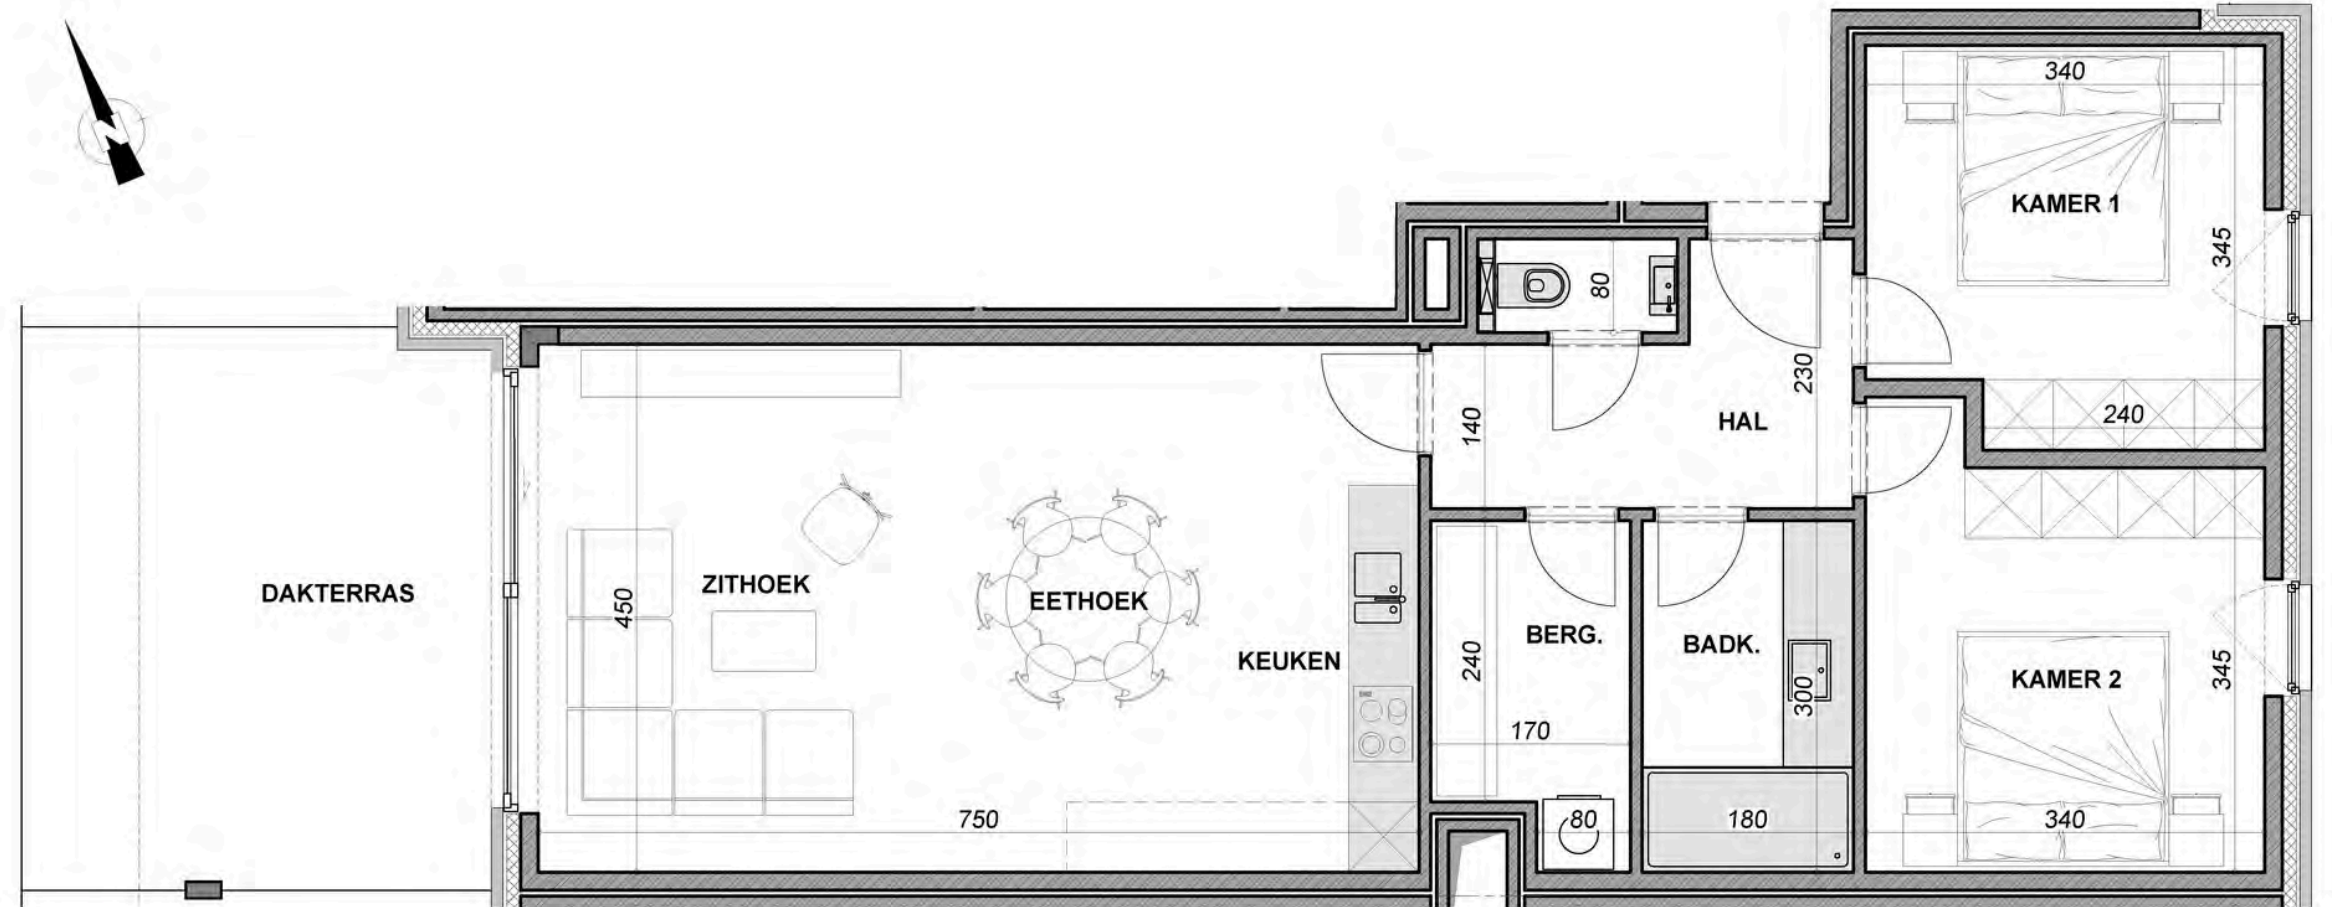 N
340
KAMER 1
345
80
230
240
140
HAL
DAKTERRAS
ZITHOEK
450
EETHOEK
KEUKEN
BERG.
BADK.
240
300
KAMER 2
345
170
750
80
180
340